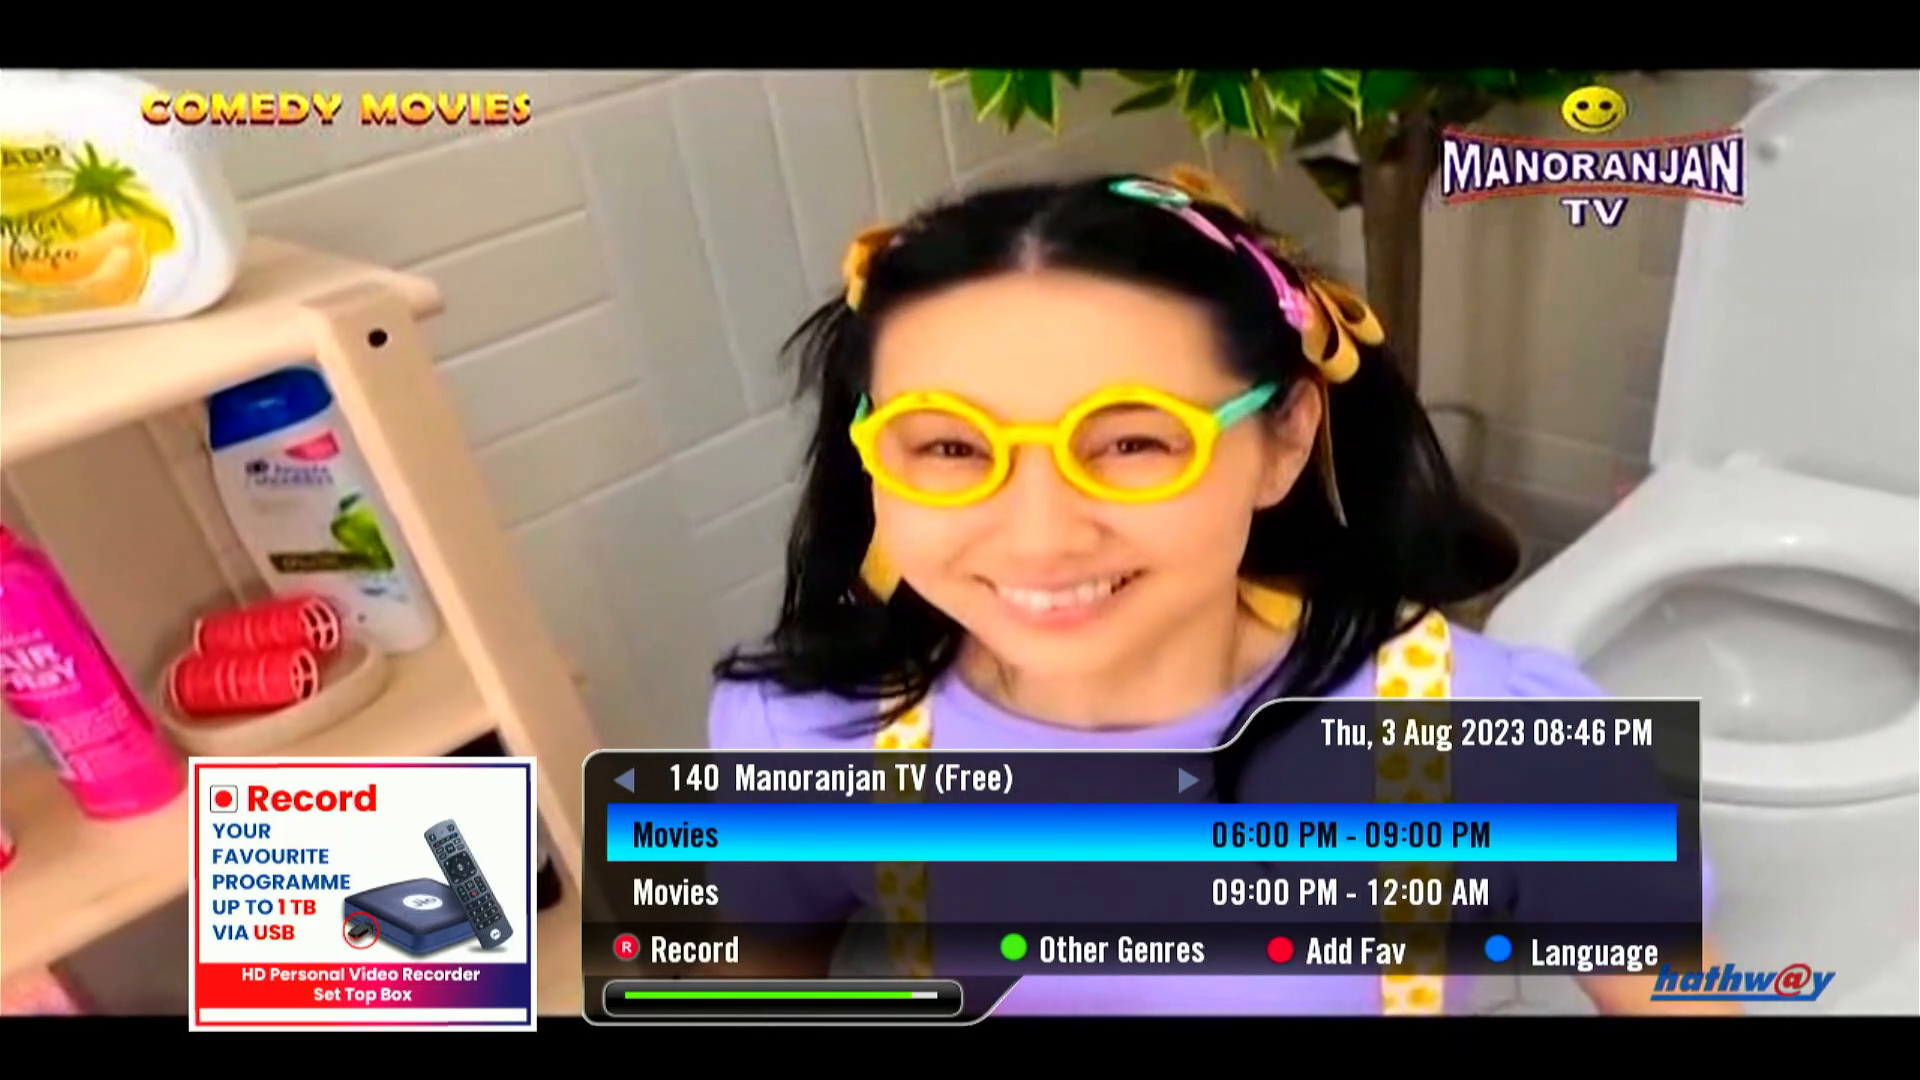 COMEDY MOVIES
MANORANJAN
TV
Thu, 3 Aug 2023 08:46 PM
140 Manoranjan TV (Free)
Movies 06:00 PM - 09:00 PM
Movies 09:00 PM - 12:00 AM
R Record Other Genres Add Fav Language
hathw@y
Record
YOUR
FAVOURITE
PROGRAMME
UP TO 1 TB
VIA USB
HD Personal Video Recorder
Set Top Box